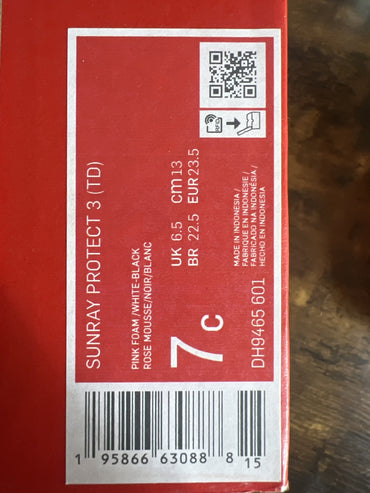 SUNRAY PROTECT 3 (TD)
PINK FOAM /WHITE-BLACK
ROSE MOUSSE/NOIR/BLANC
UK 6.5 cm 13
BR 22.5 EUR 23.5
7 C
MADE IN INDONESIA /
FABRIQUE EN INDONESIE /
FABRICADO NA INDONÉSIA /
HECHO EN INDONESIA
DH9465 601
1 95866 63088 8 15